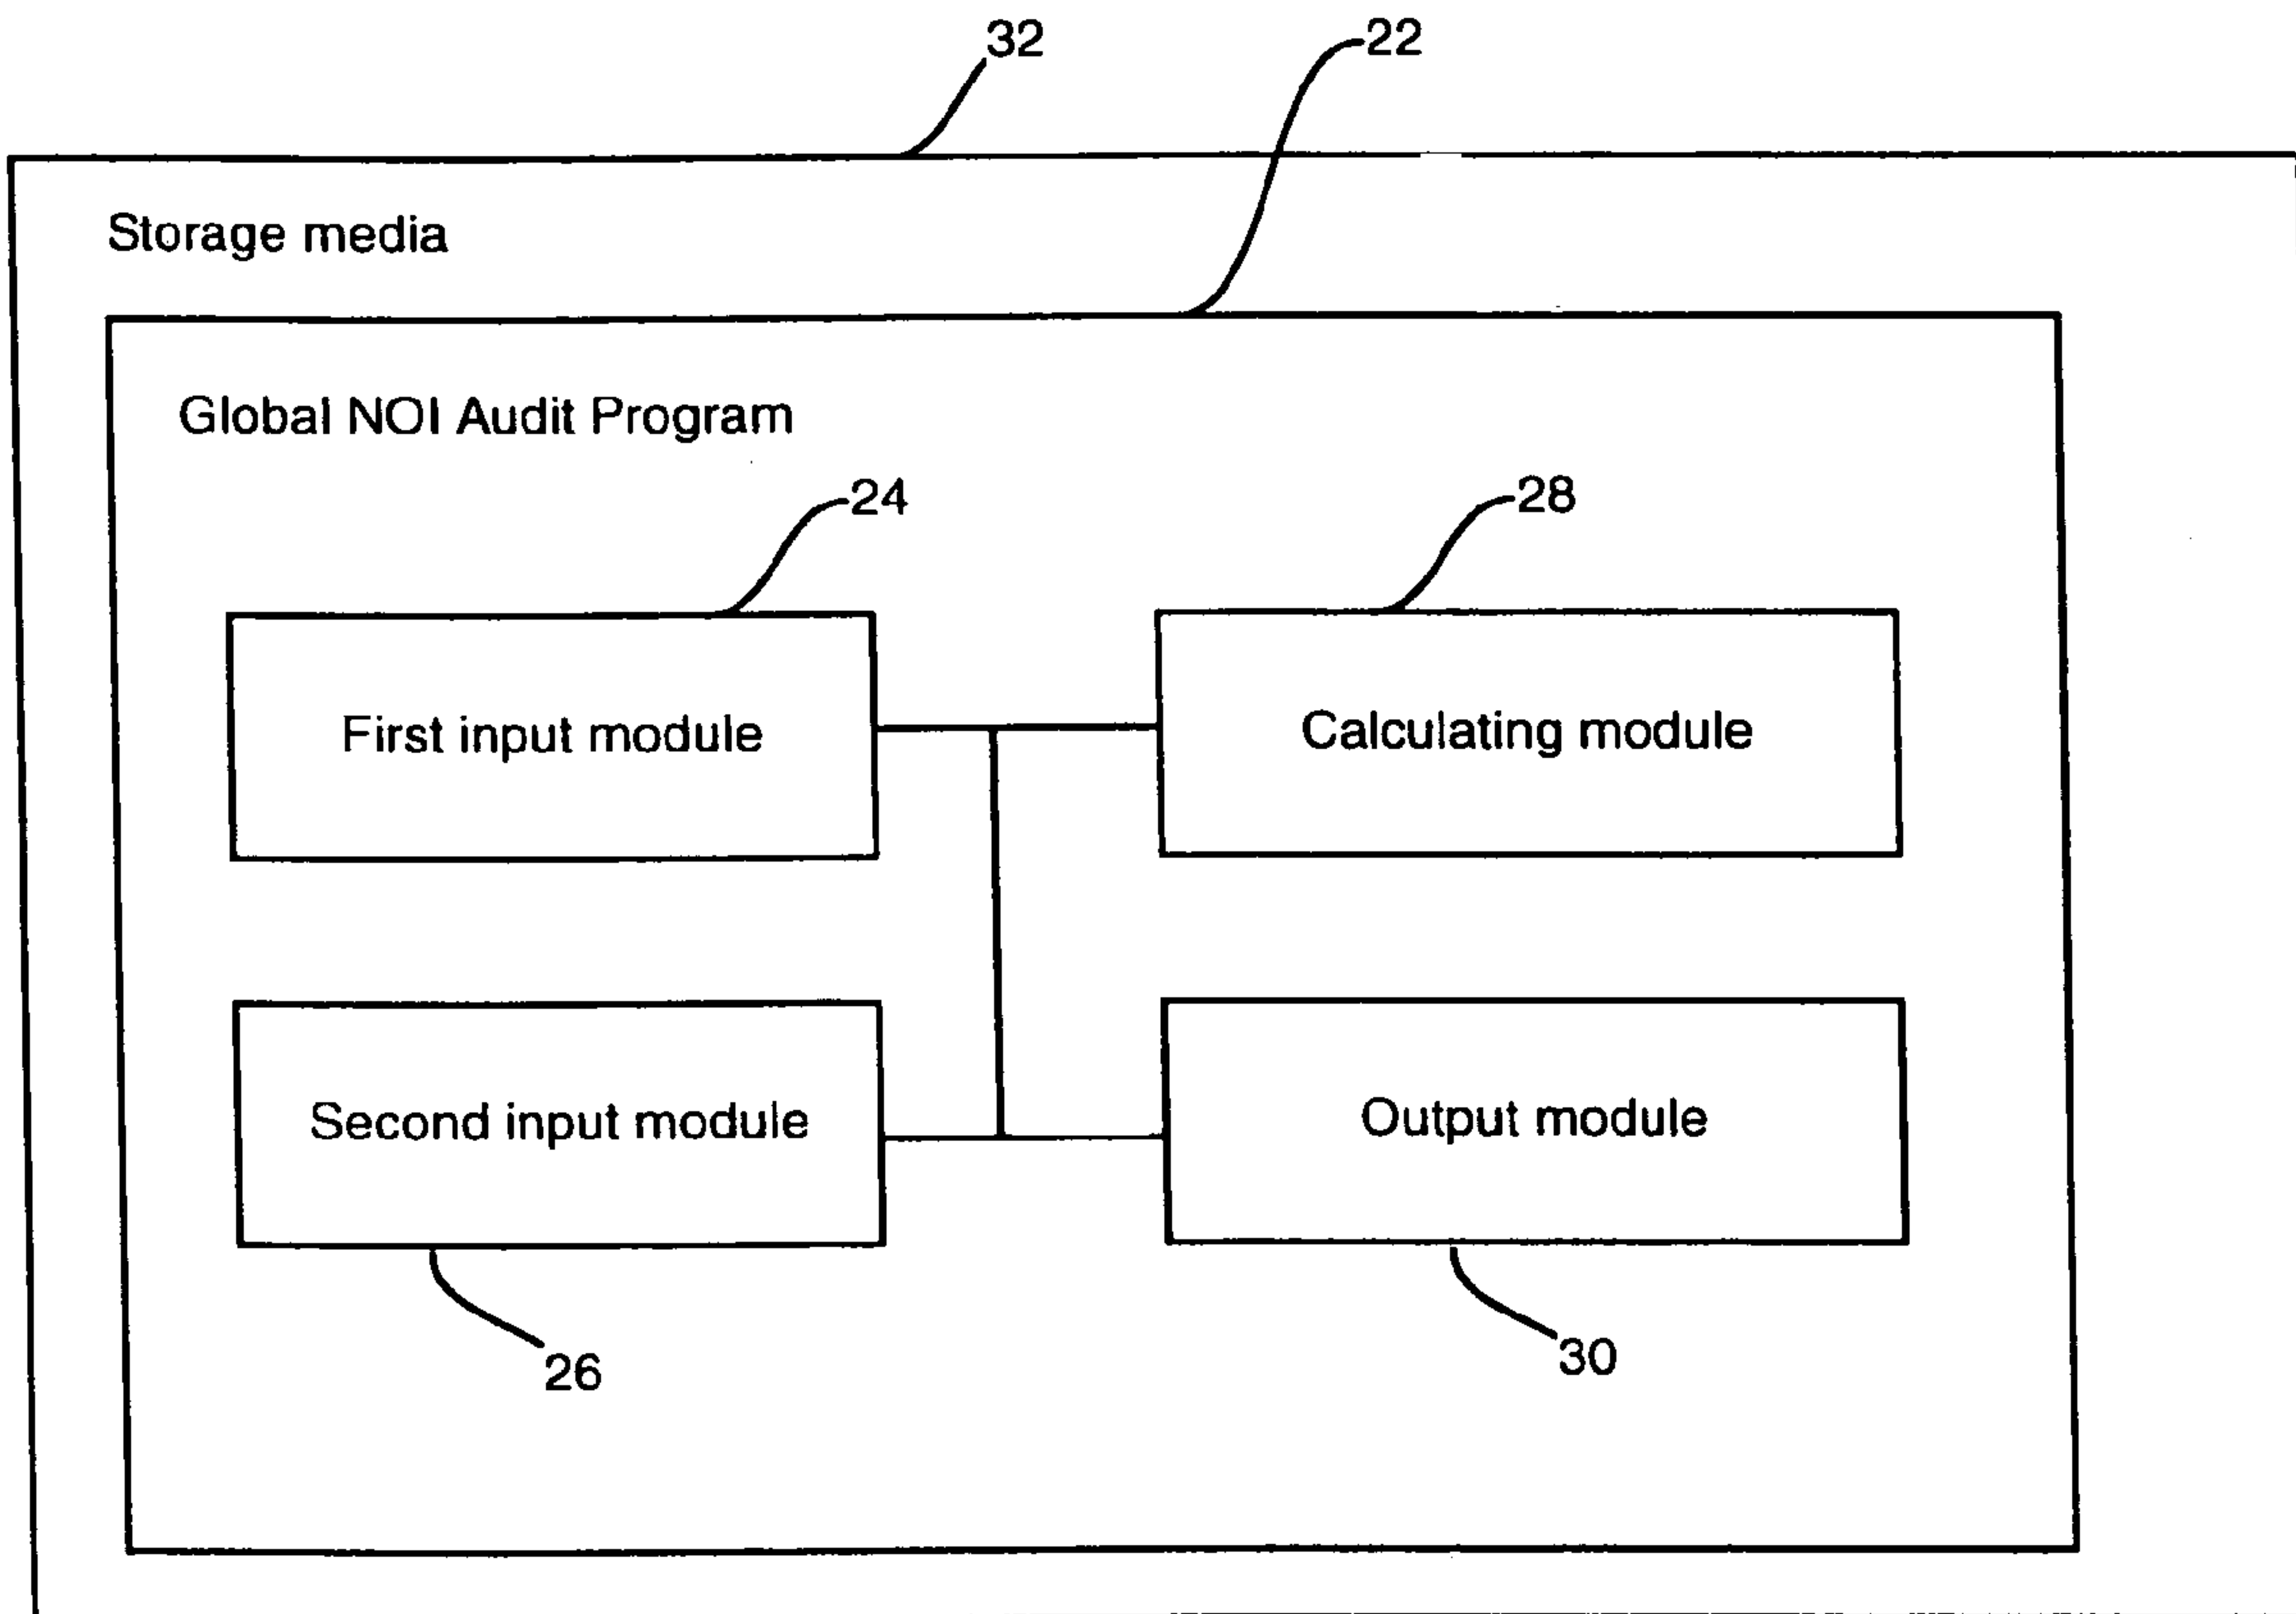 32
22
Storage media
Global NOI Audit Program
24
28
First input module
Calculating module
Second input module
Output module
26
30